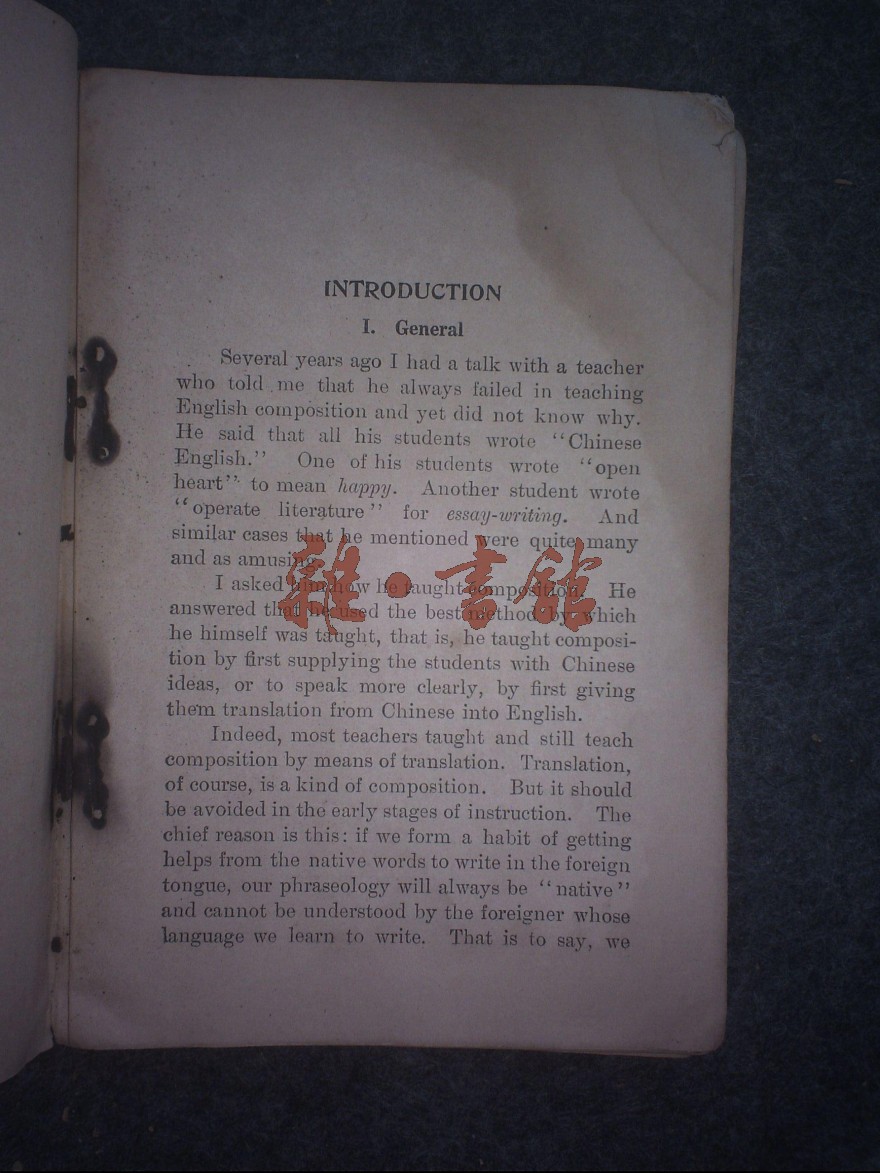 INTRODUCTION
I. General
Several years ago I had a talk with a teacher
who told me that he always failed in teaching
English composition and yet did not know why.
He said that all his students wrote “Chinese
English.” One of his students wrote “open
heart” to mean happy. Another student wrote
“operate literature” for essay-writing. And
similar cases that he mentioned were quite many
and as amusing.
I asked him how he taught composition. He
answered that he used the best method by which
he himself was taught, that is, he taught composi-
tion by first supplying the students with Chinese
ideas, or to speak more clearly, by first giving
them translation from Chinese into English.
Indeed, most teachers taught and still teach
composition by means of translation. Translation,
of course, is a kind of composition. But it should
be avoided in the early stages of instruction. The
chief reason is this: if we form a habit of getting
helps from the native words to write in the foreign
tongue, our phraseology will always be “native”
and cannot be understood by the foreigner whose
language we learn to write. That is to say, we
雜·書館